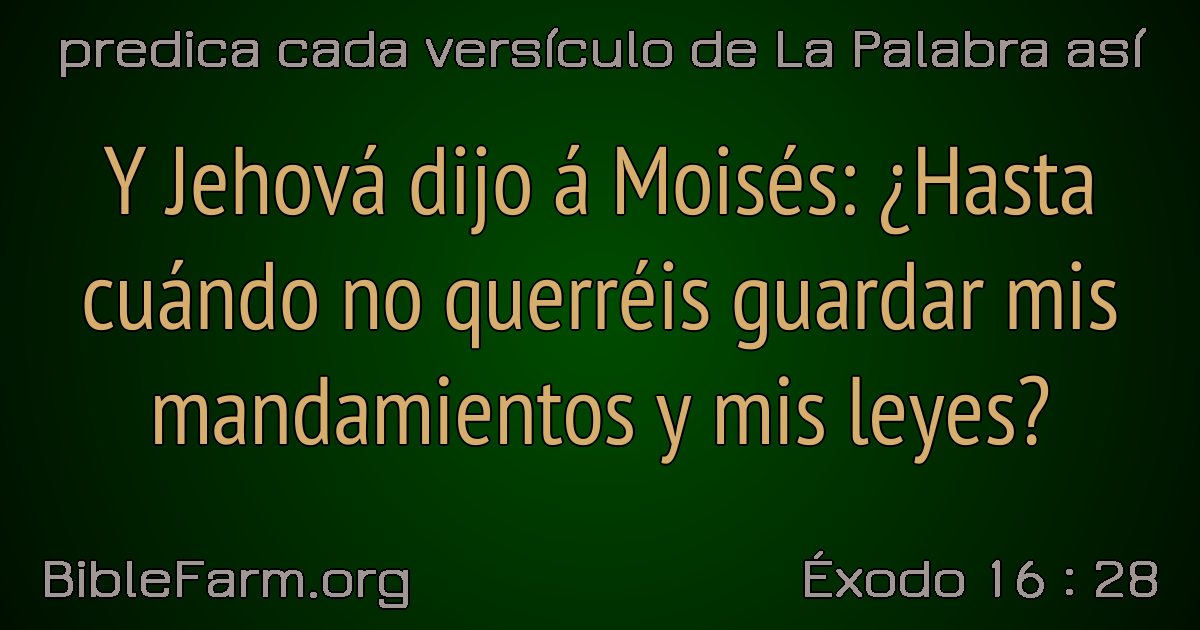 predica cada versículo de La Palabra así
Y Jehová dijo á Moisés: ¿Hasta
cuándo no querréis guardar mis
mandamientos y mis leyes?
BibleFarm.org
Éxodo 16 : 28